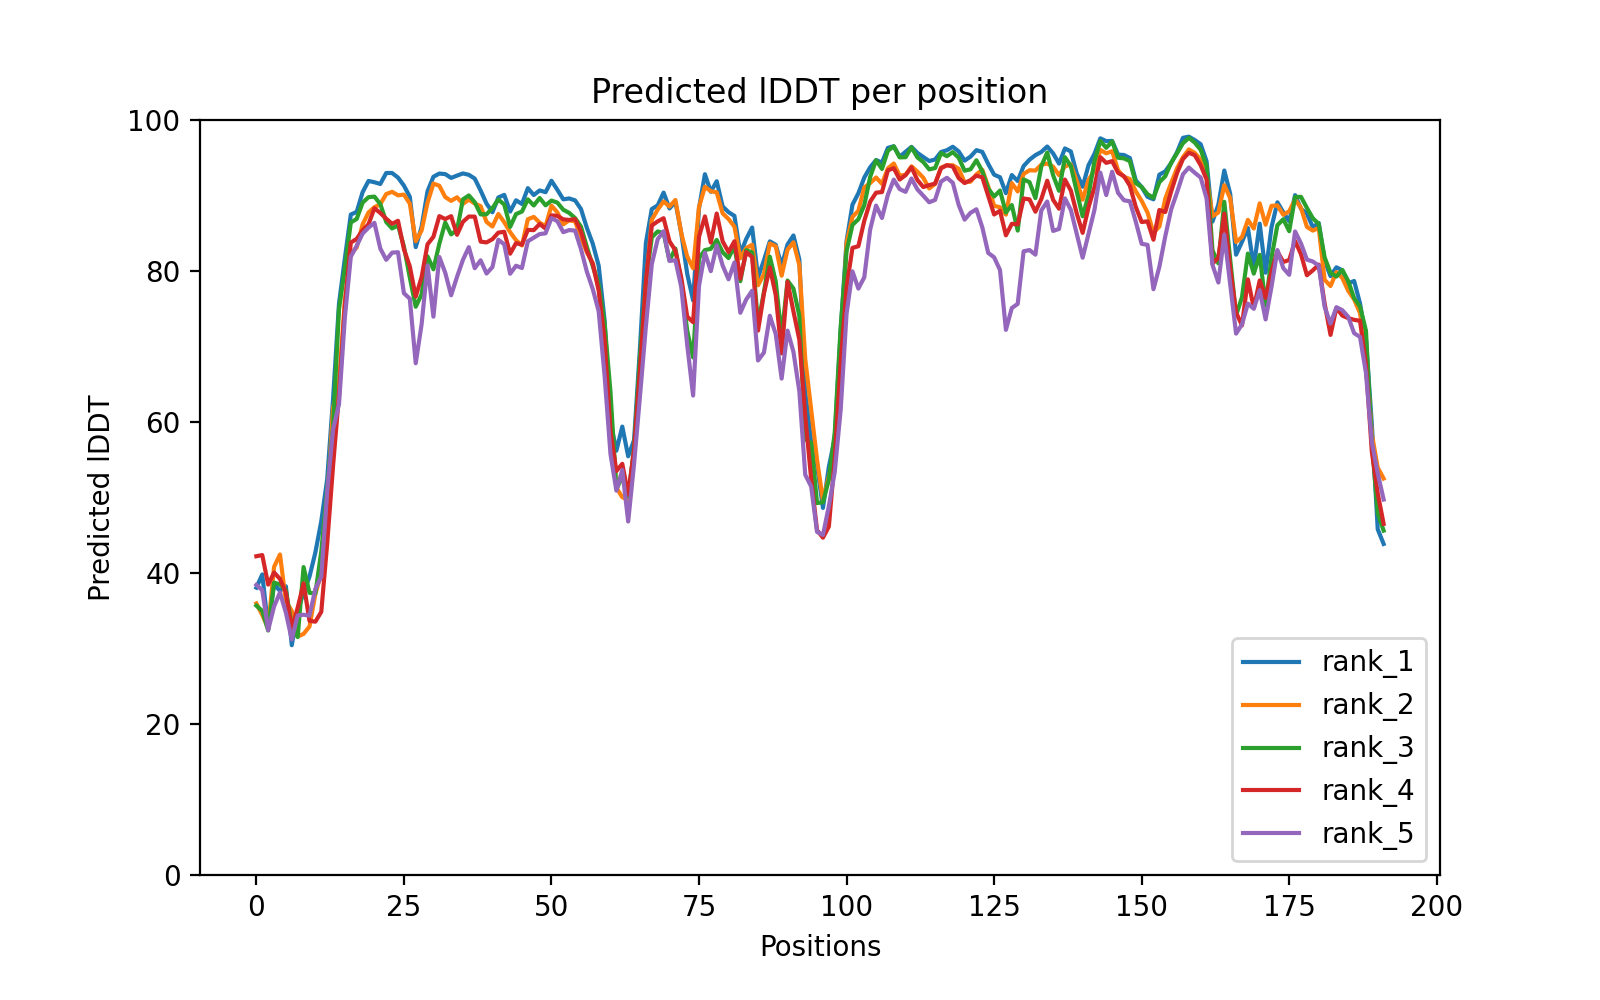 Predicted lDDT per position
100
80
60
40
20
0
Predicted lDDT
0 25 50 75 100 125 150 175 200
Positions
rank_1
rank_2
rank_3
rank_4
rank_5